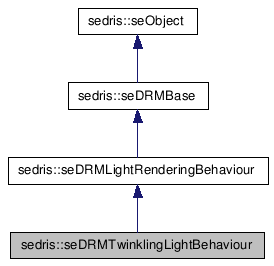 sedris::seObject
sedris::seDRMBase
sedris::seDRMLightRenderingBehaviour
sedris::seDRMTwinklingLightBehaviour